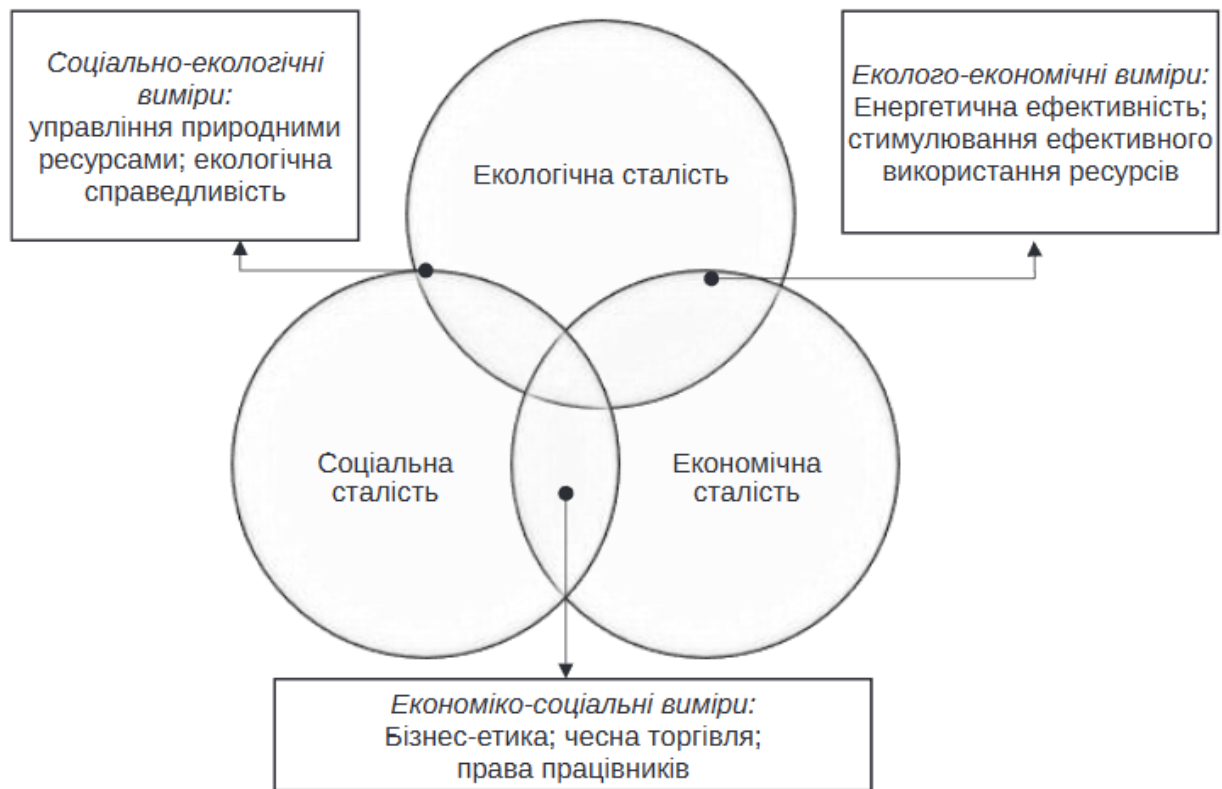 Соціально-екологічні
виміри:
управління природними
ресурсами; екологічна
справедливість
Екологічна сталість
Еколого-економічні виміри:
Енергетична ефективність;
стимулювання ефективного
використання ресурсів
Соціальна
сталість
Економічна
сталість
Економіко-соціальні виміри:
Бізнес-етика; чесна торгівля;
права працівників